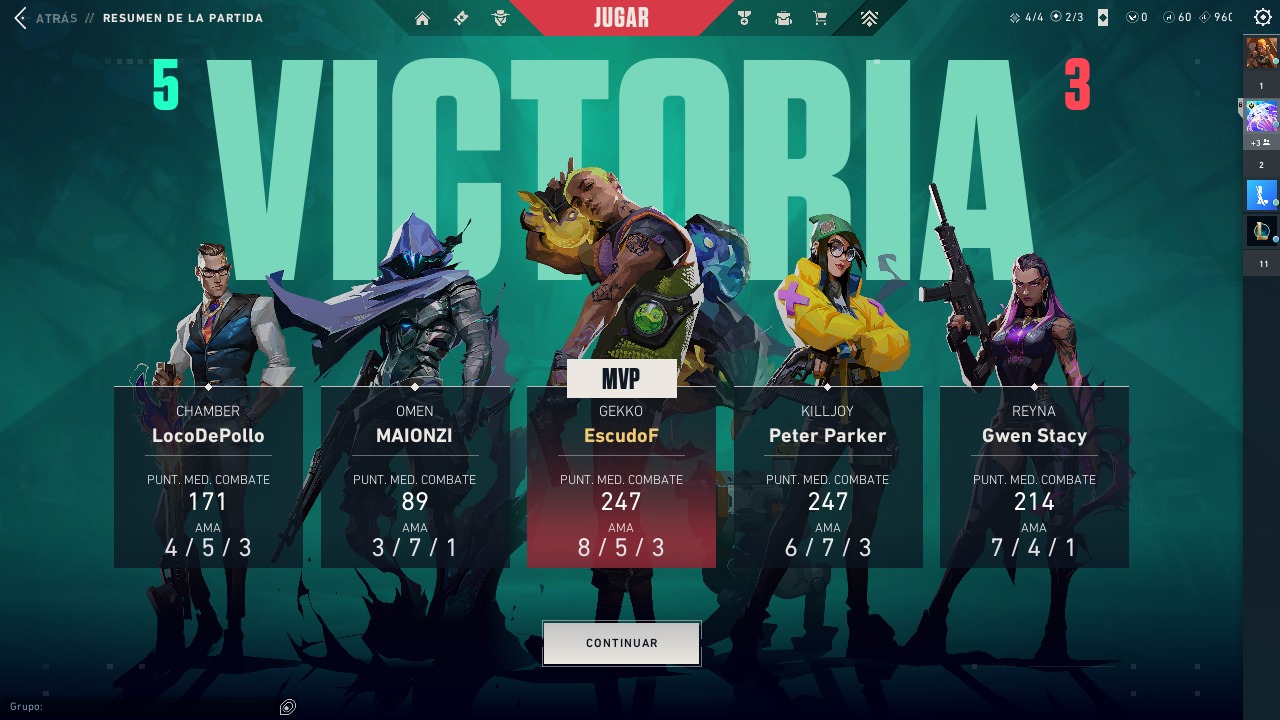 ATRÁS // RESUMEN DE LA PARTIDA
JUGAR
4/4 2/3 0 60 960
5 VICTORIA 3
1
+3
2
11
MVP
CHAMBER
LocoDePollo
PUNT. MED. COMBATE
171
AMA
4 / 5 / 3
OMEN
MAIONZI
PUNT. MED. COMBATE
89
AMA
3 / 7 / 1
GEKKO
EscudoF
PUNT. MED. COMBATE
247
AMA
8 / 5 / 3
KILLJOY
Peter Parker
PUNT. MED. COMBATE
247
AMA
6 / 7 / 3
REYNA
Gwen Stacy
PUNT. MED. COMBATE
214
AMA
7 / 4 / 1
CONTINUAR
Grupo: